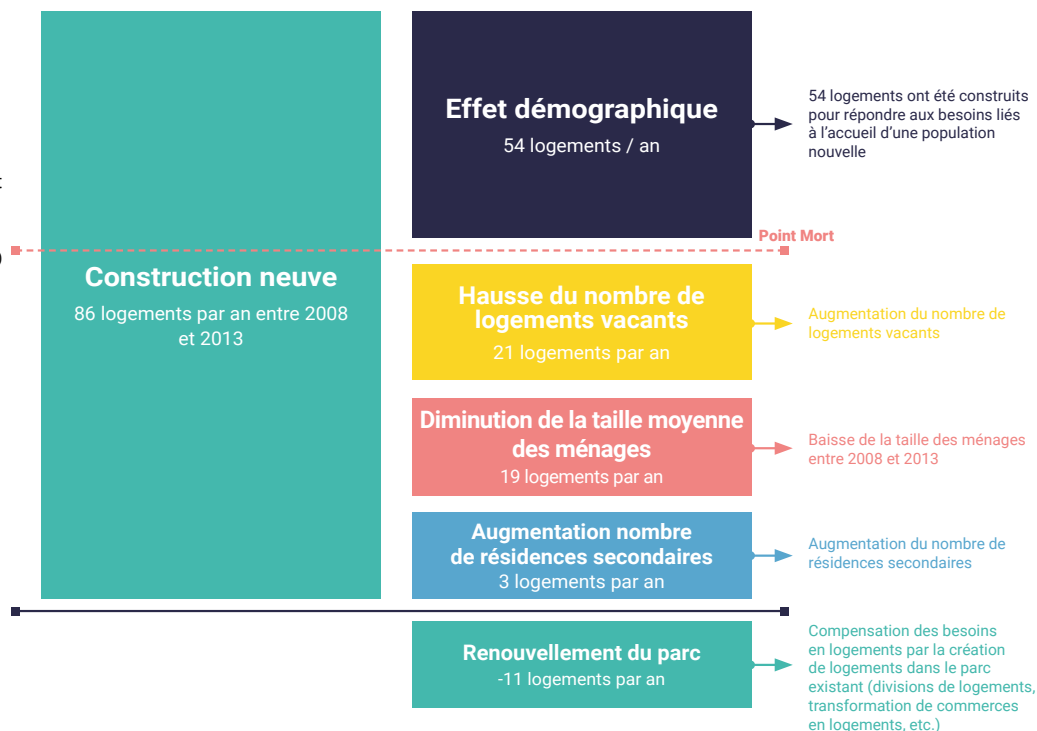 Construction neuve
86 logements par an entre 2008
et 2013
Effet démographique
54 logements / an
54 logements ont été construits
pour répondre aux besoins liés
à l’accueil d’une population
nouvelle
Point Mort
Hausse du nombre de
logements vacants
21 logements par an
Augmentation du nombre de
logements vacants
Diminution de la taille moyenne
des ménages
19 logements par an
Baisse de la taille des ménages
entre 2008 et 2013
Augmentation nombre
de résidences secondaires
3 logements par an
Augmentation du nombre de
résidences secondaires
Renouvellement du parc
-11 logements par an
Compensation des besoins
en logements par la création
de logements dans le parc
existant (divisions de logements,
transformation de commerces
en logements, etc.)